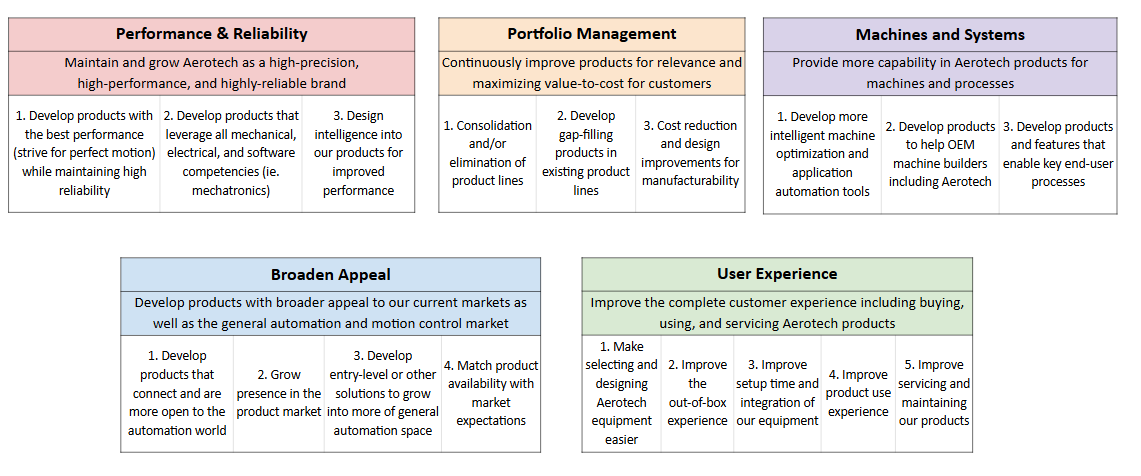 Performance & Reliability
Maintain and grow Aerotech as a high-precision,
high-performance, and highly-reliable brand
1. Develop products with
the best performance
(strive for perfect motion)
while maintaining high
reliability
2. Develop products that
leverage all mechanical,
electrical, and software
competencies (ie.
mechatronics)
3. Design
intelligence into
our products for
improved
performance
Portfolio Management
Continuously improve products for relevance and
maximizing value-to-cost for customers
1. Consolidation
and/or
elimination of
product lines
2. Develop
gap-filling
products in
existing product
lines
3. Cost reduction
and design
improvements for
manufacturability
Machines and Systems
Provide more capability in Aerotech products for
machines and processes
1. Develop more
intelligent machine
optimization and
application
automation tools
2. Develop products
to help OEM
machine builders
including Aerotech
3. Develop products
and features that
enable key end-user
processes
Broaden Appeal
Develop products with broader appeal to our current markets as
well as the general automation and motion control market
1. Develop
products that
connect and are
more open to the
automation world
2. Grow
presence in the
product market
3. Develop
entry-level or other
solutions to grow
into more of general
automation space
4. Match product
availability with
market
expectations
User Experience
Improve the complete customer experience including buying,
using, and servicing Aerotech products
1. Make
selecting and
designing
Aerotech
equipment
easier
2. Improve
the
out-of-box
experience
3. Improve
setup time and
integration of
our equipment
4. Improve
product use
experience
5. Improve
servicing and
maintaining
our products